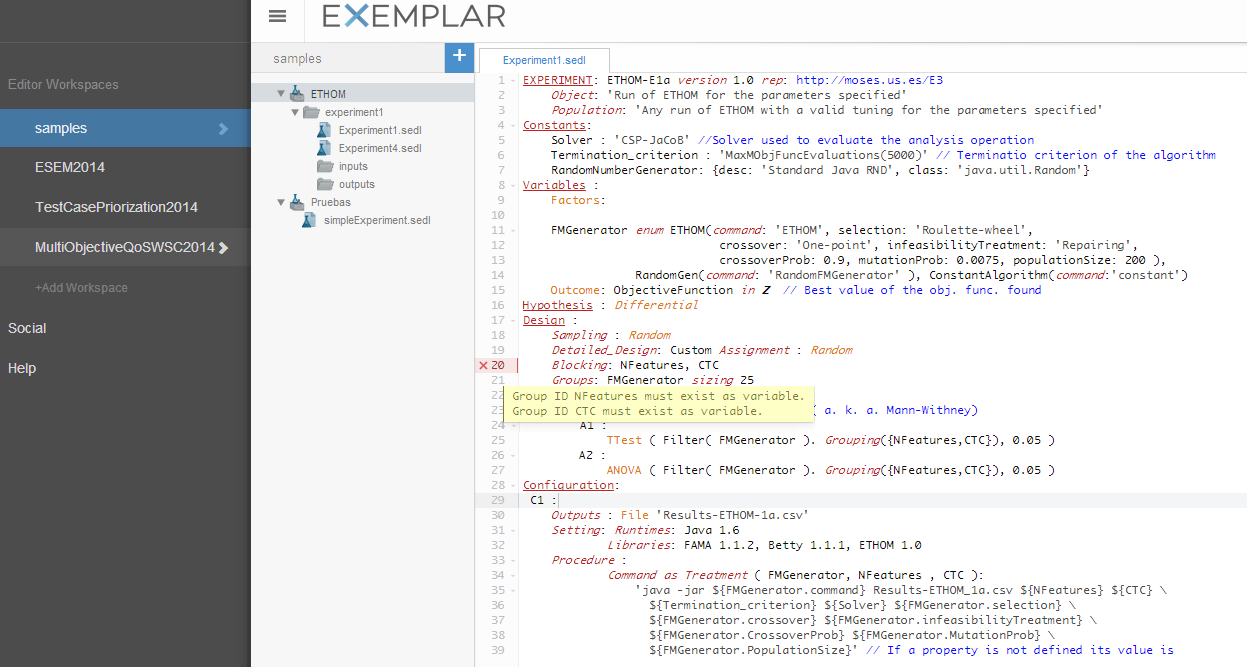 EXEMPLAR
Editor Workspaces
samples
ESEM2014
TestCasePriorization2014
MultiObjectiveQoSWSC2014
+Add Workspace
Social
Help
samples
+
ETHOM
experiment1
Experiment1.sedl
Experiment4.sedl
inputs
outputs
Pruebas
simpleExperiment.sedl
Experiment1.sedl
1 EXPERIMENT: ETHOM-E1a version 1.0 rep: http://moses.us.es/E3
2 Object: 'Run of ETHOM for the parameters specified'
3 Population: 'Any run of ETHOM with a valid tuning for the parameters specified'
4 Constants:
5 Solver : 'CSP-JaCoB' //Solver used to evaluate the analysis operation
6 Termination_criterion : 'MaxMObjFuncEvaluations(5000)' // Terminatio criterion of the algorithm
7 RandomNumberGenerator: {desc: 'Standard Java RND', class: 'java.util.Random'}
8 Variables :
9 Factors:
10
11 FMGenerator enum ETHOM(command: 'ETHOM', selection: 'Roulette-wheel',
12 crossover: 'One-point', infeasibilityTreatment: 'Repairing',
13 crossoverProb: 0.9, mutationProb: 0.0075, populationSize: 200 ),
14 RandomGen(command: 'RandomFMGenerator' ), ConstantAlgorithm(command:'constant')
15 Outcome: ObjectiveFunction in Z // Best value of the obj. func. found
16 Hypothesis : Differential
17 Design :
18 Sampling : Random
19 Detailed_Design: Custom Assignment : Random
20 Blocking: NFeatures, CTC
21 Groups: FMGenerator sizing 25
22 Group ID NFeatures must exist as variable.
23 Group ID CTC must exist as variable. ( a. k. a. Mann-Withney)
24 A1 :
25 TTest ( Filter( FMGenerator ). Grouping({NFeatures,CTC}), 0.05 )
26 A2 :
27 ANOVA ( Filter( FMGenerator ). Grouping({NFeatures,CTC}), 0.05 )
28 Configuration:
29 C1 :
30 Outputs : File 'Results-ETHOM-1a.csv'
31 Setting: Runtimes: Java 1.6
32 Libraries: FAMA 1.1.2, Betty 1.1.1, ETHOM 1.0
33 Procedure :
34 Command as Treatment ( FMGenerator, NFeatures , CTC ):
35 'java -jar ${FMGenerator.command} Results-ETHOM_1a.csv ${NFeatures} ${CTC} \
36 ${Termination_criterion} ${Solver} ${FMGenerator.selection} \
37 ${FMGenerator.crossover} ${FMGenerator.infeasibilityTreatment} \
38 ${FMGenerator.CrossoverProb} ${FMGenerator.MutationProb} \
39 ${FMGenerator.PopulationSize}' // If a property is not defined its value is